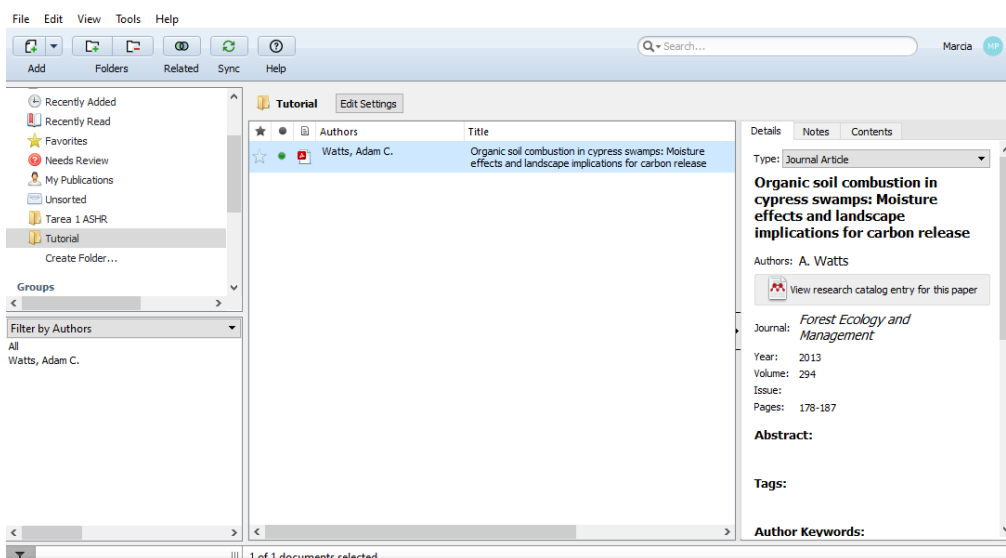 File Edit View Tools Help
Search...
Marcia MP
Add Folders Related Sync Help
Recently Added
Recently Read
Favorites
Needs Review
My Publications
Unsorted
Tarea 1 ASHR
Tutorial
Create Folder...
Groups
Filter by Authors
All
Watts, Adam C.
Tutorial Edit Settings
Authors Title
Watts, Adam C. Organic soil combustion in cypress swamps: Moisture
effects and landscape implications for carbon release
Details Notes Contents
Type: Journal Article
Organic soil combustion in
cypress swamps: Moisture
effects and landscape
implications for carbon release
Authors: A. Watts
View research catalog entry for this paper
Journal: Forest Ecology and
Management
Year: 2013
Volume: 294
Issue:
Pages: 178-187
Abstract:
Tags:
Author Keywords:
1 of 1 documents selected